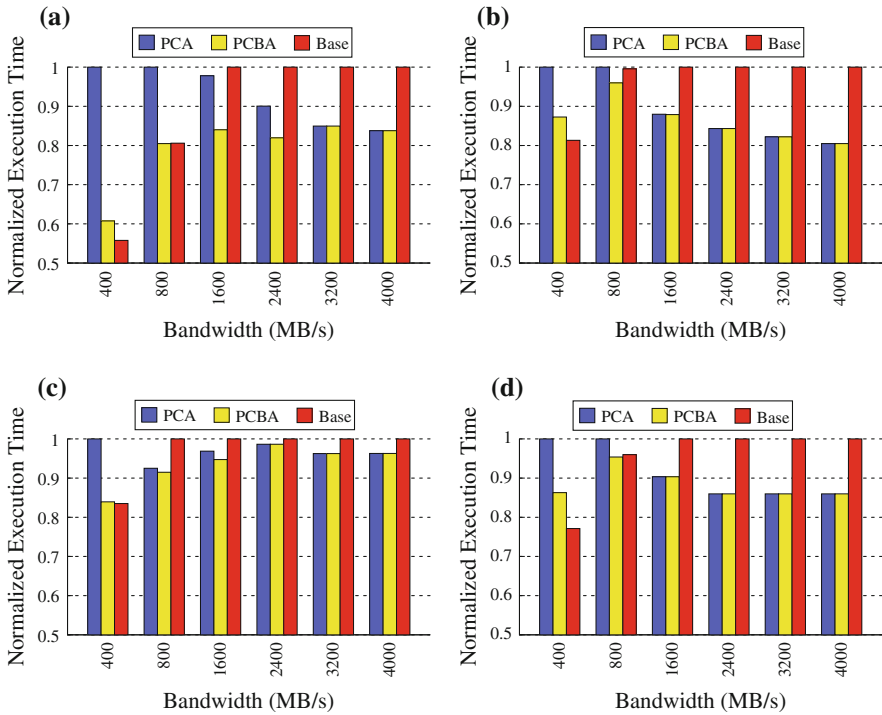 (a)
PCA PCBA Base
Normalized Execution Time
1
0.9
0.8
0.7
0.6
0.5
400 800 1600 2400 3200 4000
Bandwidth (MB/s)
(b)
PCA PCBA Base
Normalized Execution Time
1
0.9
0.8
0.7
0.6
0.5
400 800 1600 2400 3200 4000
Bandwidth (MB/s)
(c)
PCA PCBA Base
Normalized Execution Time
1
0.9
0.8
0.7
0.6
0.5
400 800 1600 2400 3200 4000
Bandwidth (MB/s)
(d)
PCA PCBA Base
Normalized Execution Time
1
0.9
0.8
0.7
0.6
0.5
400 800 1600 2400 3200 4000
Bandwidth (MB/s)